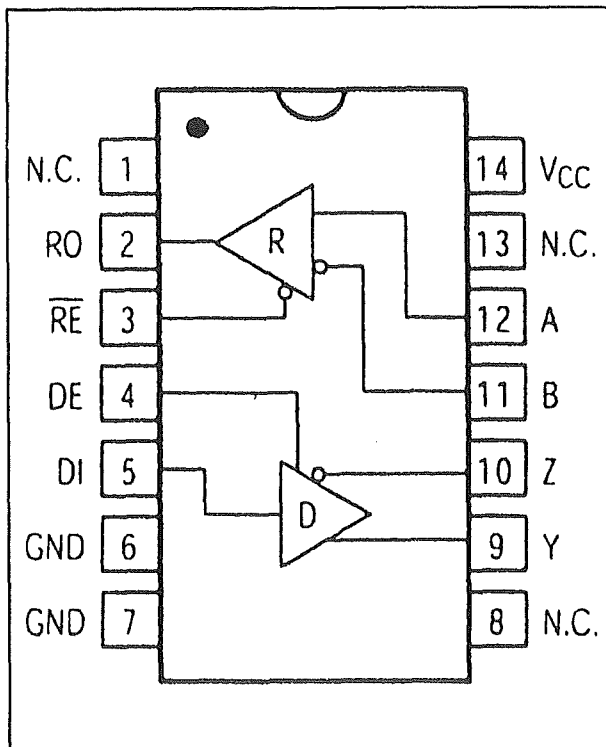 N.C. 1
RO 2
RE 3
DE 4
DI 5
GND 6
GND 7
14 VCC
13 N.C.
12 A
11 B
10 Z
9 Y
8 N.C.
R
D